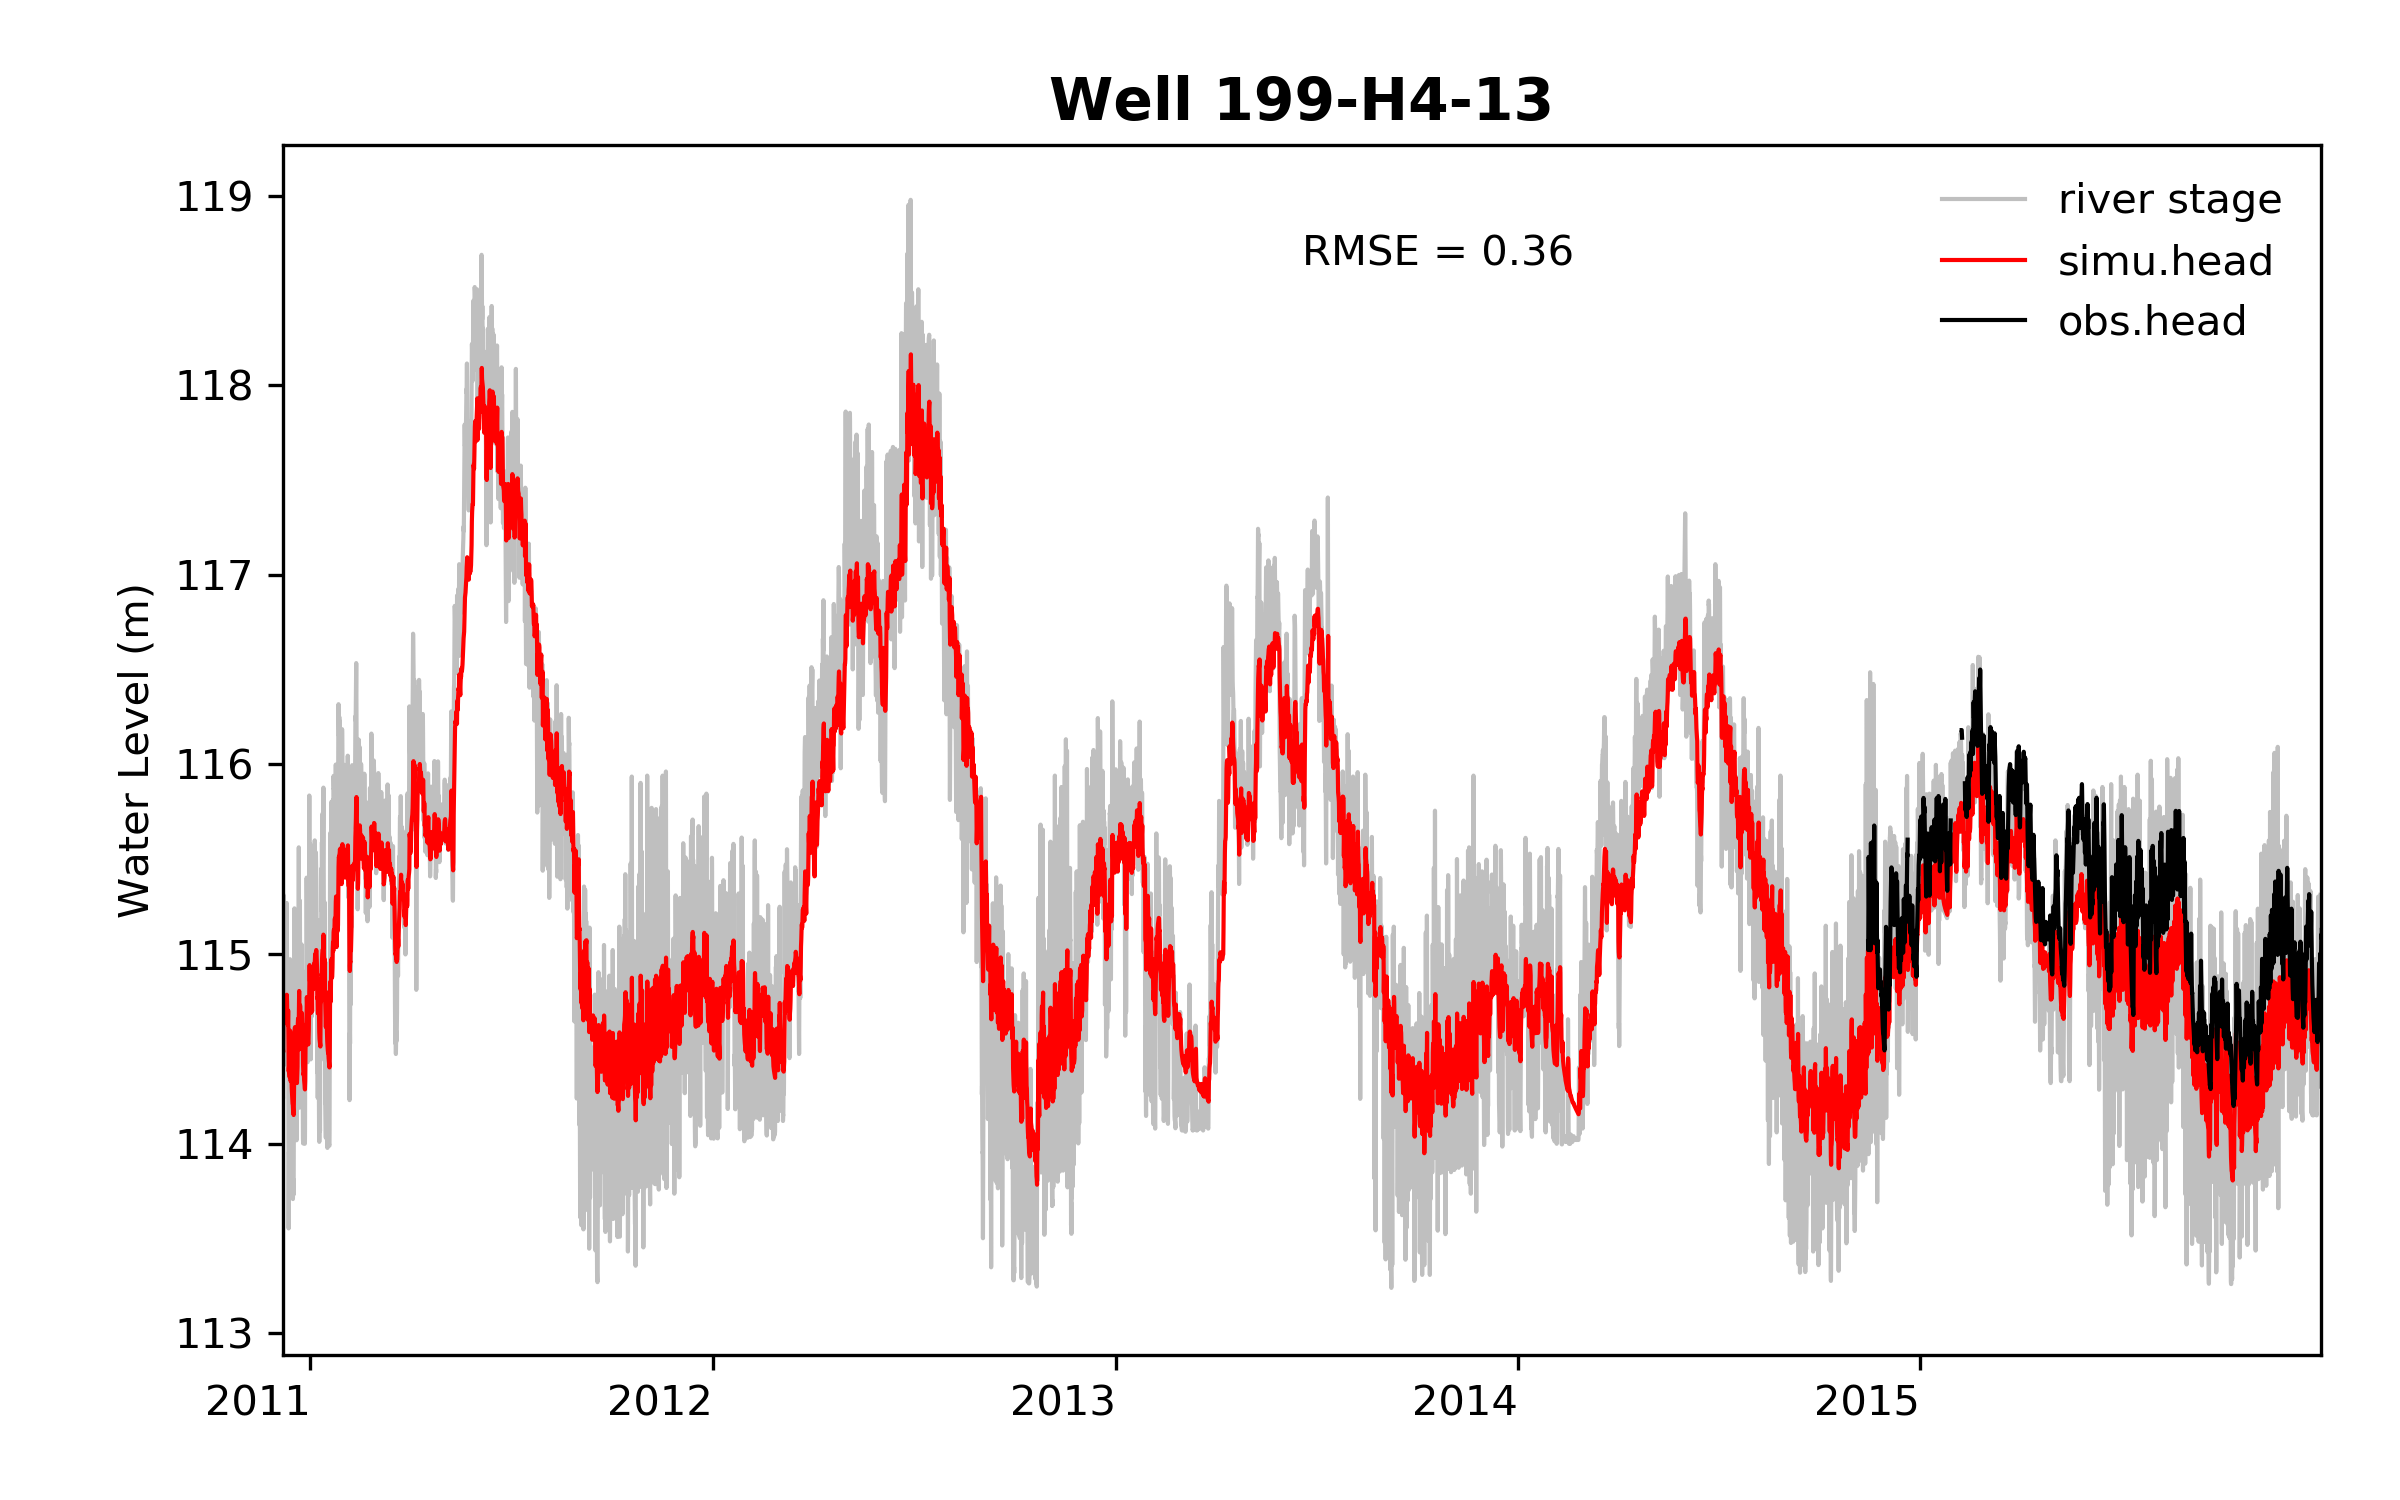 Well 199-H4-13
119
118
117
116
115
114
113
Water Level (m)
RMSE = 0.36
river stage
simu.head
obs.head
2011
2012
2013
2014
2015